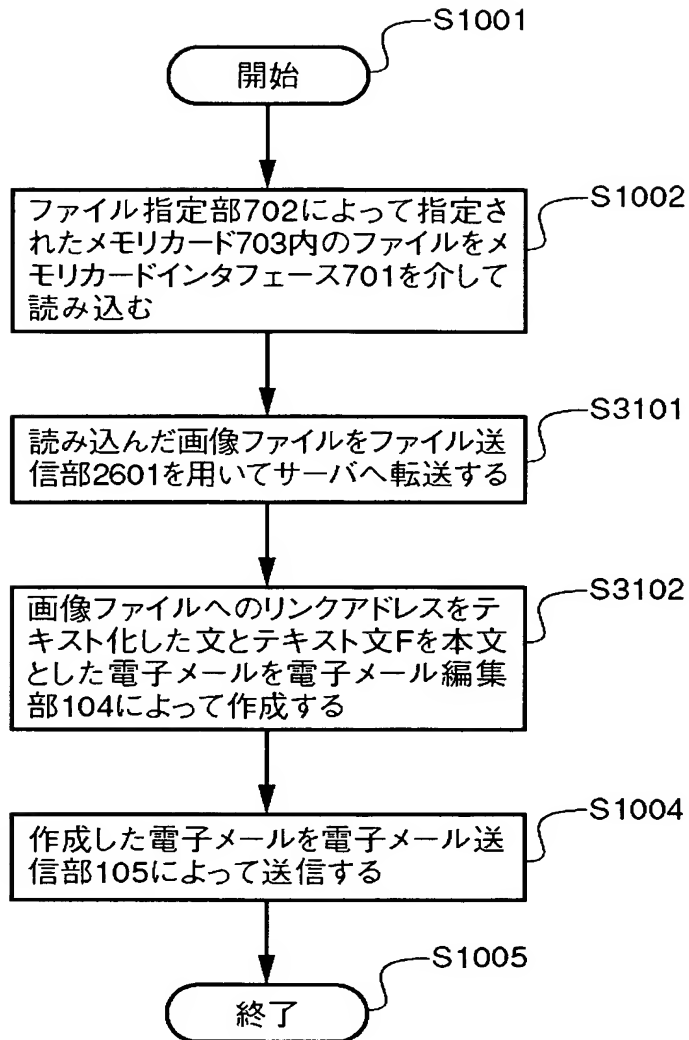 S1001
開始
S1002
ファイル指定部702によって指定さ
れたメモリカード703内のファイルをメ
モリカードインタフェース701を介して
読み込む
S3101
読み込んだ画像ファイルをファイル送
信部2601を用いてサーバへ転送する
S3102
画像ファイルへのリンクアドレスをテ
キスト化した文とテキスト文Fを本文
とした電子メールを電子メール編集
部104によって作成する
S1004
作成した電子メールを電子メール送
信部105によって送信する
S1005
終了